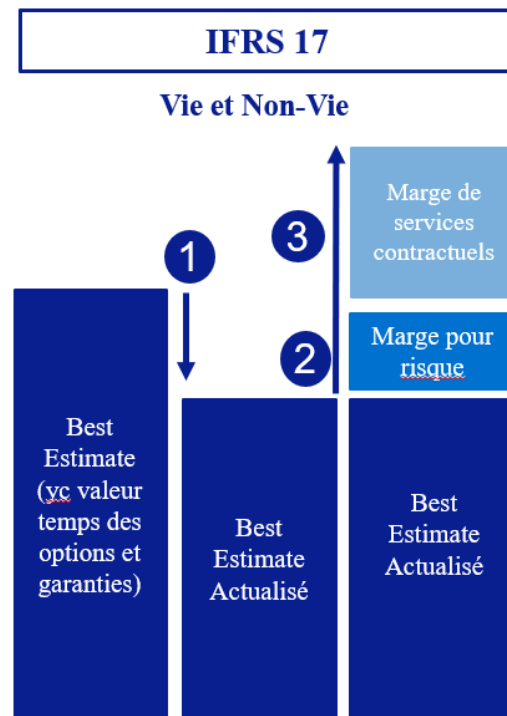 IFRS 17
Vie et Non-Vie
1
3
2
Marge de
services
contractuels
Marge pour
risque
Best
Estimate
(yc valeur
temps des
options et
garanties)
Best
Estimate
Actualisé
Best
Estimate
Actualisé